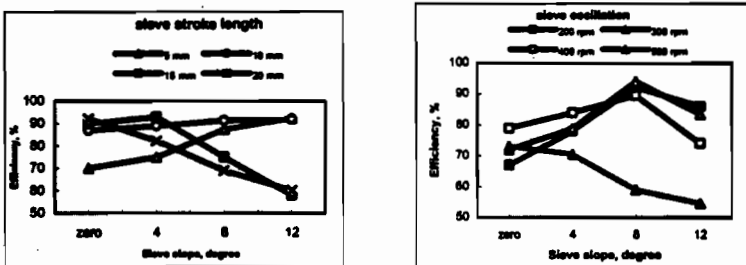 sieve stroke length
5 mm 10 mm
15 mm 20 mm
Efficiency, %
100
90
80
70
60
50
zero 4 8 12
Sieve slope, degree
sieve oscillation
200 rpm 300 rpm
400 rpm 500 rpm
Efficiency, %
100
90
80
70
60
50
zero 4 8 12
Sieve slope, degree